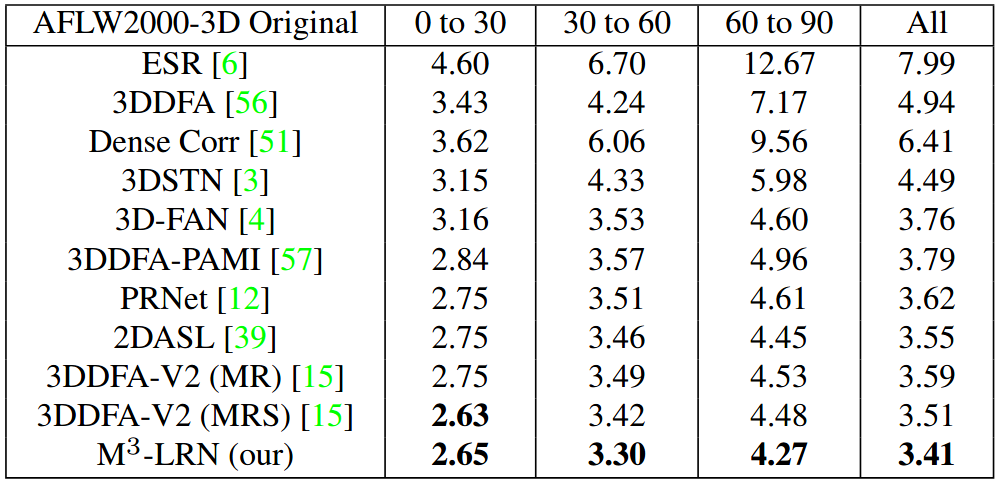 AFLW2000-3D Original 0 to 30 30 to 60 60 to 90 All
ESR [6] 4.60 6.70 12.67 7.99
3DDFA [56] 3.43 4.24 7.17 4.94
Dense Corr [51] 3.62 6.06 9.56 6.41
3DSTN [3] 3.15 4.33 5.98 4.49
3D-FAN [4] 3.16 3.53 4.60 3.76
3DDFA-PAMI [57] 2.84 3.57 4.96 3.79
PRNet [12] 2.75 3.51 4.61 3.62
2DASL [39] 2.75 3.46 4.45 3.55
3DDFA-V2 (MR) [15] 2.75 3.49 4.53 3.59
3DDFA-V2 (MRS) [15] 2.63 3.42 4.48 3.51
M³-LRN (our) 2.65 3.30 4.27 3.41